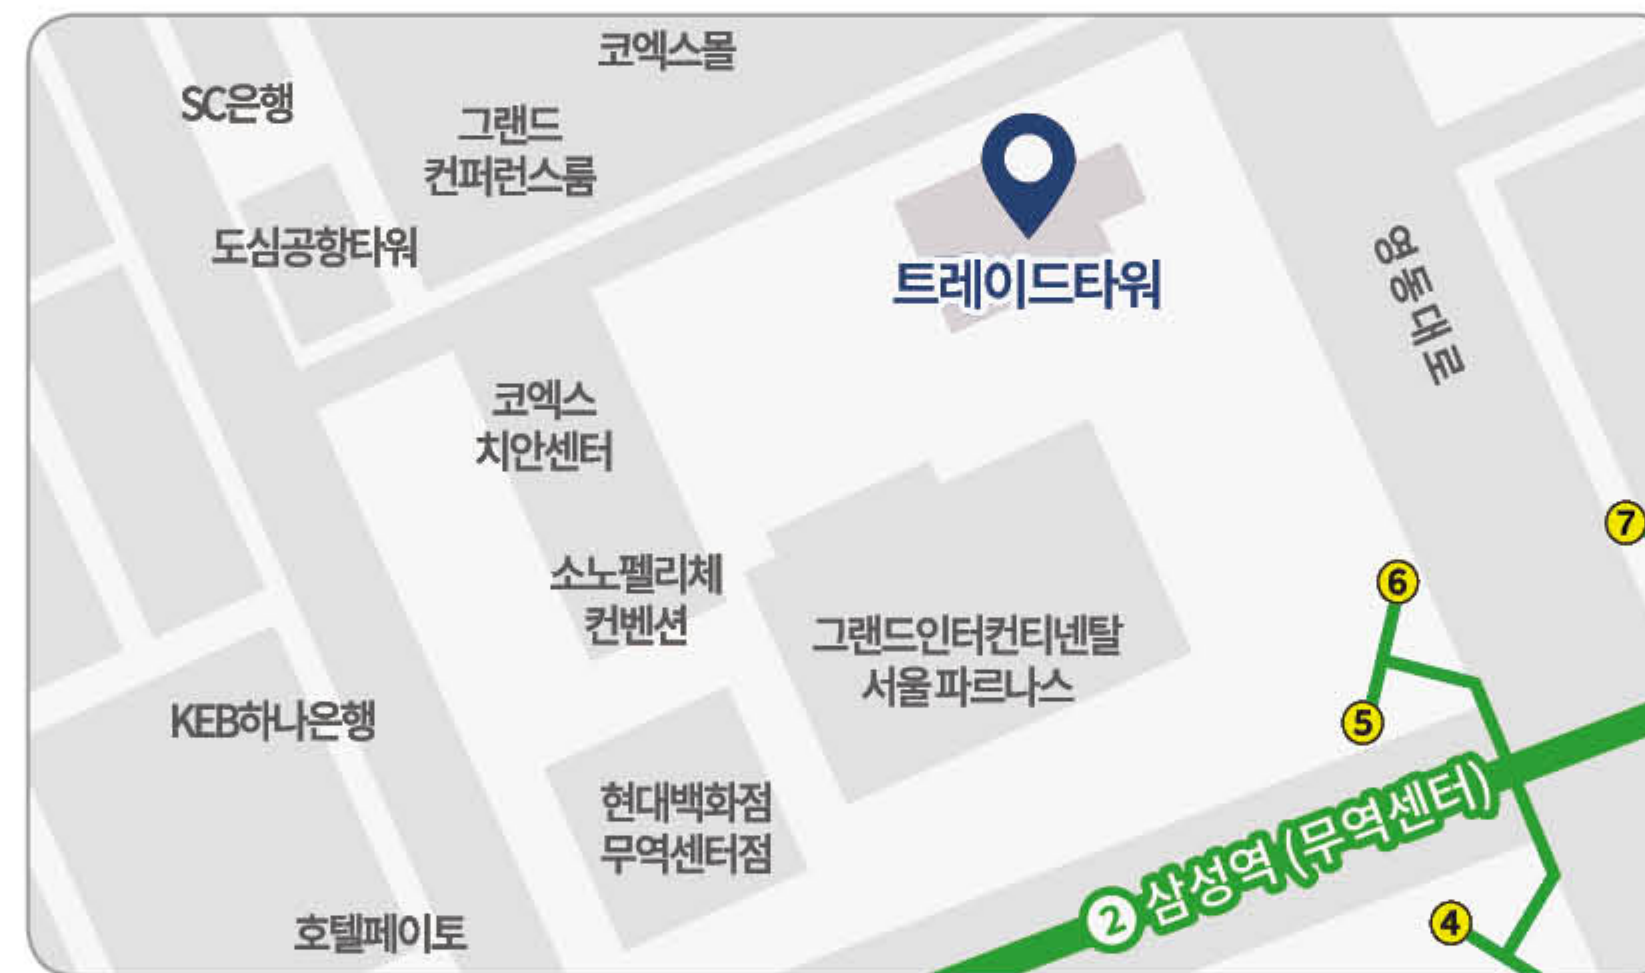 코엑스몰
SC은행
그랜드
컨퍼런스룸
도심공항타워
트레이드타워
영동대로
코엑스
치안센터
7
6
소노펠리체
컨벤션
그랜드인터컨티넨탈
서울 파르나스
5
KEB하나은행
현대백화점
무역센터점
2 삼성역 (무역센터)
4
호텔페이토